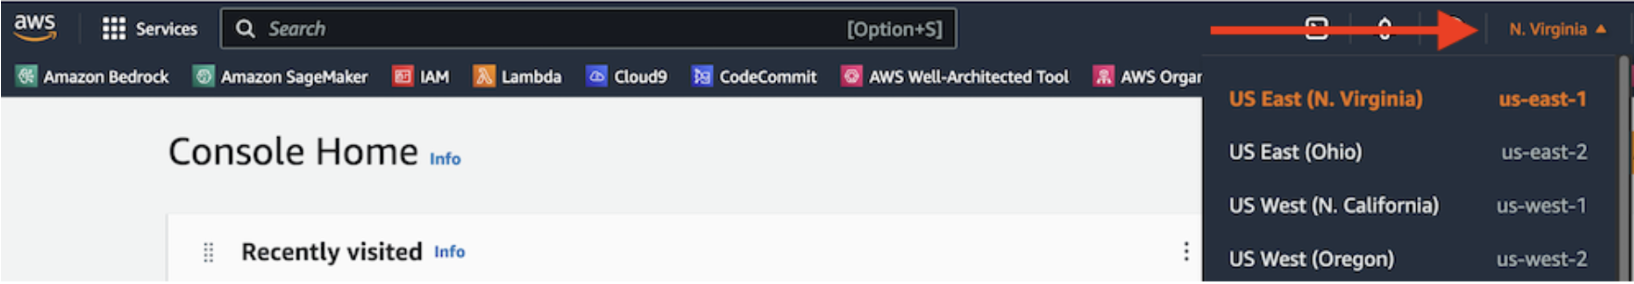 aws Services Search [Option+S] N. Virginia
Amazon Bedrock Amazon SageMaker IAM Lambda Cloud9 CodeCommit AWS Well-Architected Tool AWS Organ
US East (N. Virginia) us-east-1
US East (Ohio) us-east-2
US West (N. California) us-west-1
US West (Oregon) us-west-2
Console Home Info
Recently visited Info